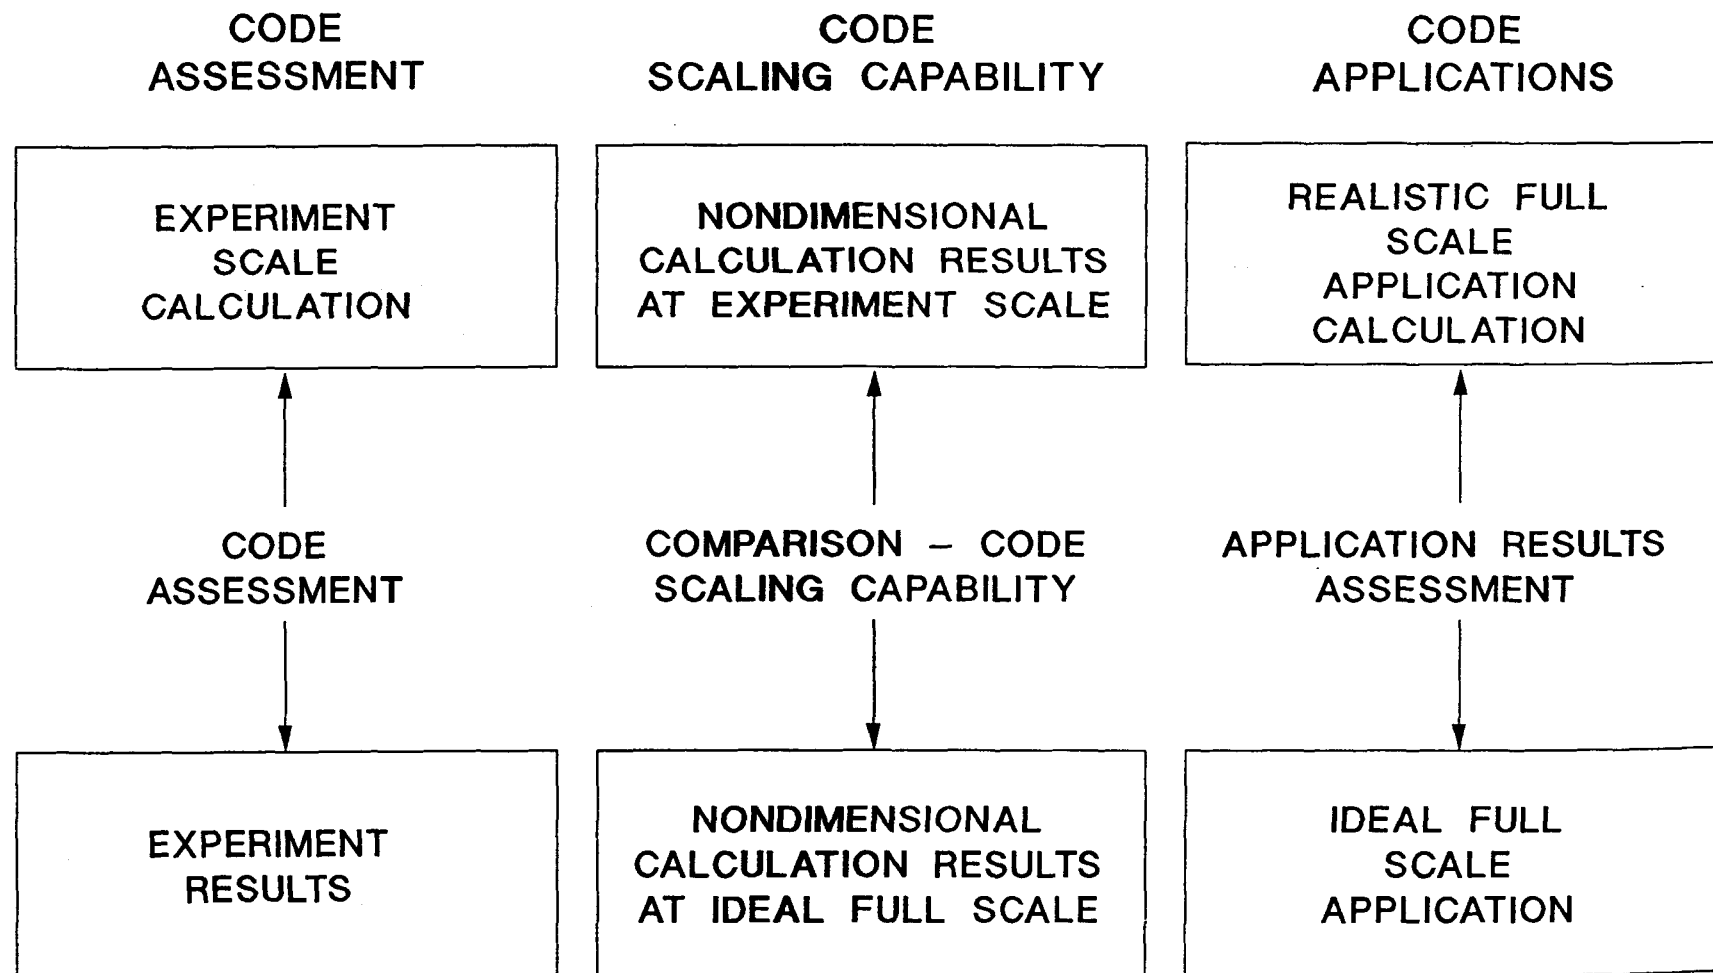 CODE
ASSESSMENT
CODE
SCALING CAPABILITY
CODE
APPLICATIONS
EXPERIMENT
SCALE
CALCULATION
NONDIMENSIONAL
CALCULATION RESULTS
AT EXPERIMENT SCALE
REALISTIC FULL
SCALE
APPLICATION
CALCULATION
CODE
ASSESSMENT
COMPARISON – CODE
SCALING CAPABILITY
APPLICATION RESULTS
ASSESSMENT
EXPERIMENT
RESULTS
NONDIMENSIONAL
CALCULATION RESULTS
AT IDEAL FULL SCALE
IDEAL FULL
SCALE
APPLICATION